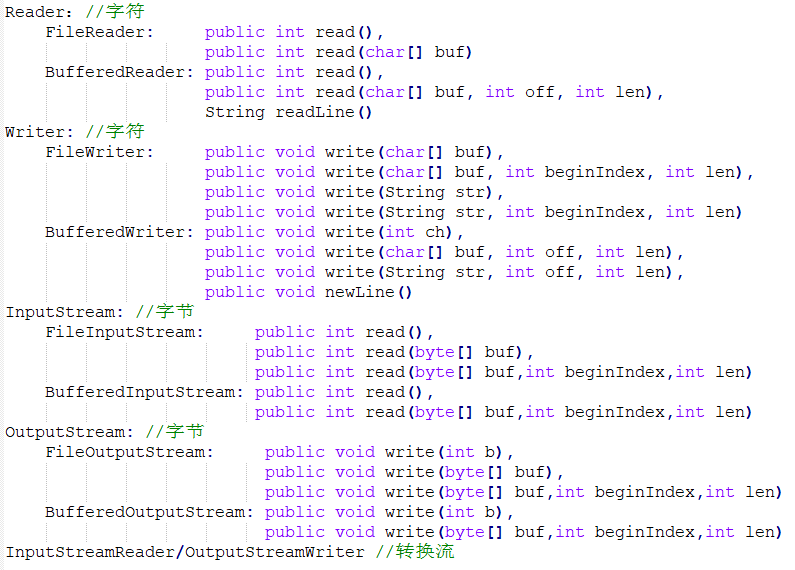 Reader: //字符
FileReader: public int read(),
public int read(char[] buf)
BufferedReader: public int read(),
public int read(char[] buf, int off, int len),
String readLine()
Writer: //字符
FileWriter: public void write(char[] buf),
public void write(char[] buf, int beginIndex, int len),
public void write(String str),
public void write(String str, int beginIndex, int len)
BufferedWriter: public void write(int ch),
public void write(char[] buf, int off, int len),
public void write(String str, int off, int len),
public void newLine()
InputStream: //字节
FileInputStream: public int read(),
public int read(byte[] buf),
public int read(byte[] buf,int beginIndex,int len)
BufferedInputStream: public int read(),
public int read(byte[] buf,int beginIndex,int len)
OutputStream: //字节
FileOutputStream: public void write(int b),
public void write(byte[] buf),
public void write(byte[] buf,int beginIndex,int len)
BufferedOutputStream: public void write(int b),
public void write(byte[] buf,int beginIndex,int len)
InputStreamReader/OutputStreamWriter //转换流